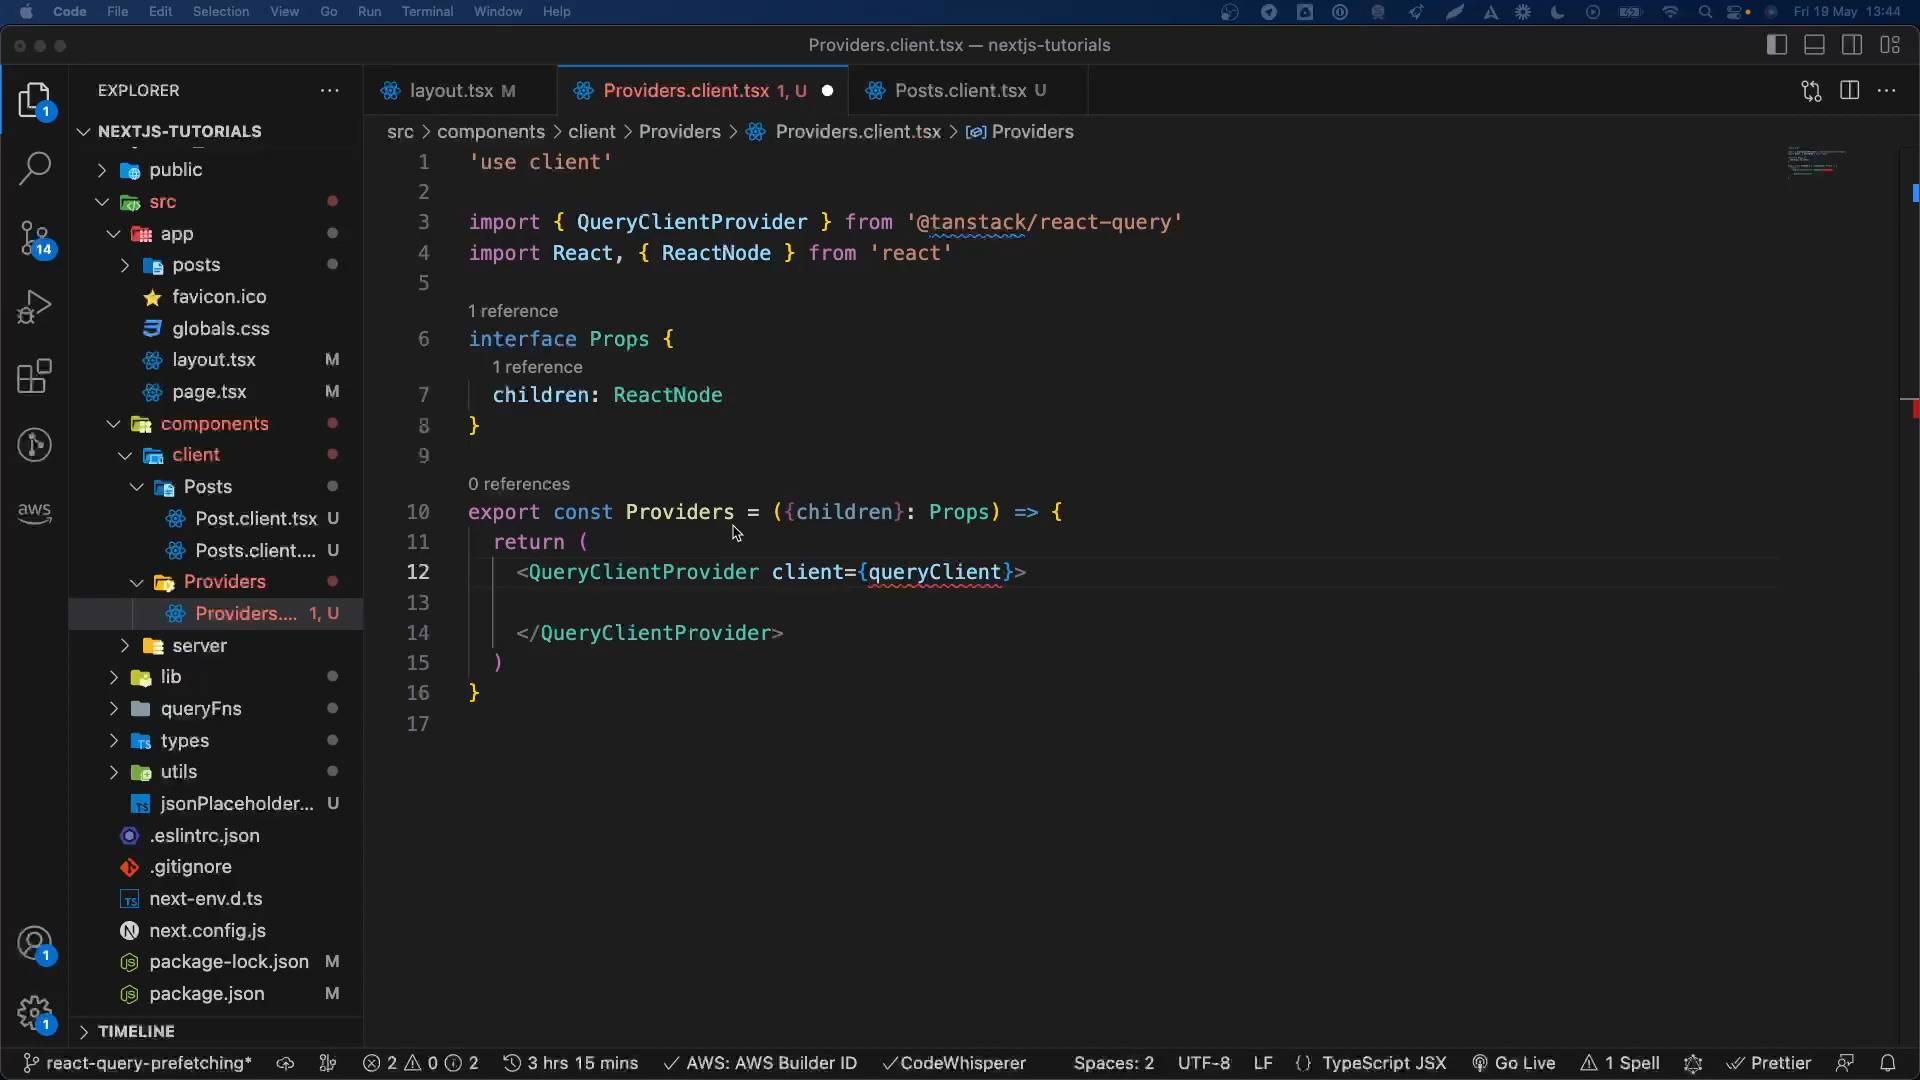 Code File Edit Selection View Go Run Terminal Window Help Fri 19 May 13:44
Providers.client.tsx — nextjs-tutorials
EXPLORER
layout.tsx M
Providers.client.tsx 1, U
Posts.client.tsx U
src > components > client > Providers > Providers.client.tsx > Providers
NEXTJS-TUTORIALS
public
src
app
posts
favicon.ico
globals.css
layout.tsx M
page.tsx M
components
client
Posts
Post.client.tsx U
Posts.client.... U
Providers
Providers.... 1, U
server
lib
queryFns
types
utils
jsonPlaceholder... U
.eslintrc.json
.gitignore
next-env.d.ts
next.config.js
package-lock.json M
package.json M
TIMELINE
1
14
aws
1
1
1 'use client'
2
3 import { QueryClientProvider } from '@tanstack/react-query'
4 import React, { ReactNode } from 'react'
5
1 reference
6 interface Props {
1 reference
7 children: ReactNode
8 }
9
0 references
10 export const Providers = ({children}: Props) => {
11 return (
12 <QueryClientProvider client={queryClient}>
13
14 </QueryClientProvider>
15 )
16 }
17
react-query-prefetching* 2 0 2 3 hrs 15 mins AWS: AWS Builder ID CodeWhisperer Spaces: 2 UTF-8 LF {} TypeScript JSX Go Live 1 Spell Prettier